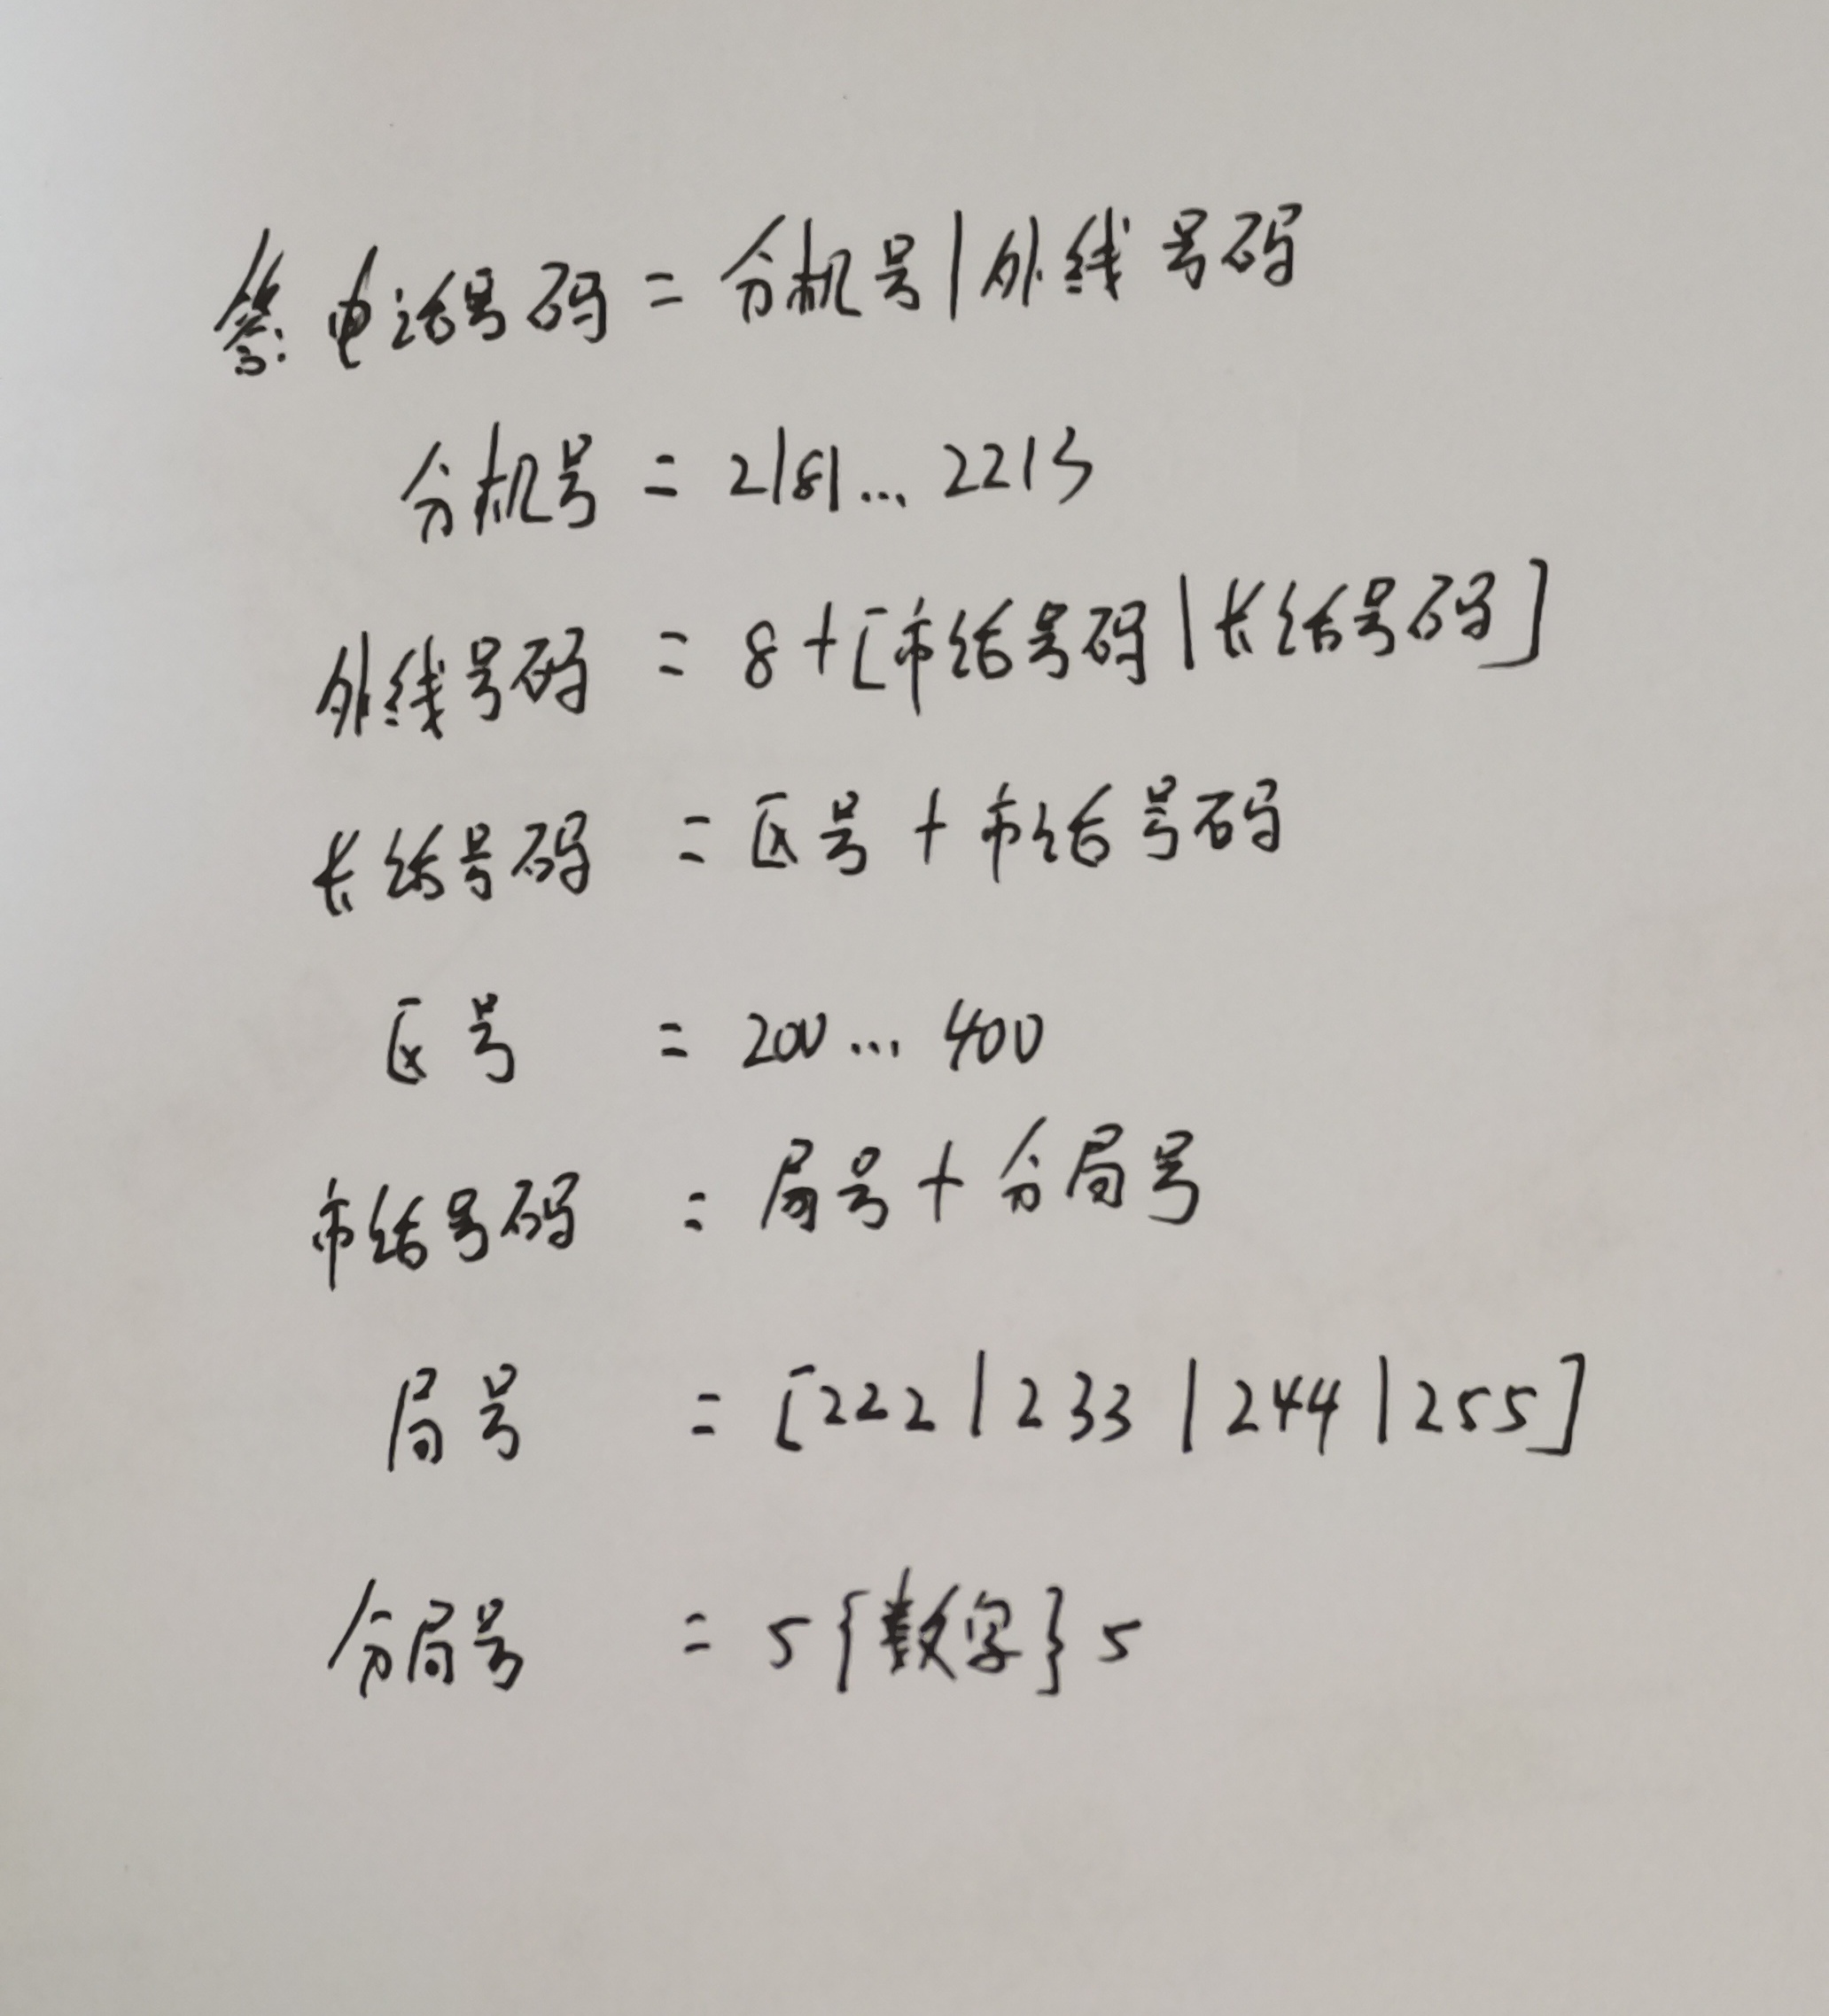 答: 电话号码 = 分机号 | 外线号码
分机号 = 2181... 2213
外线号码 = 8+[市话号码 | 长话号码]
长话号码 = 区号 + 市话号码
区号 = 200 ... 400
市话号码 = 局号 + 分局号
局号 = [222 | 233 | 244 | 255]
分局号 = 5{数字}5